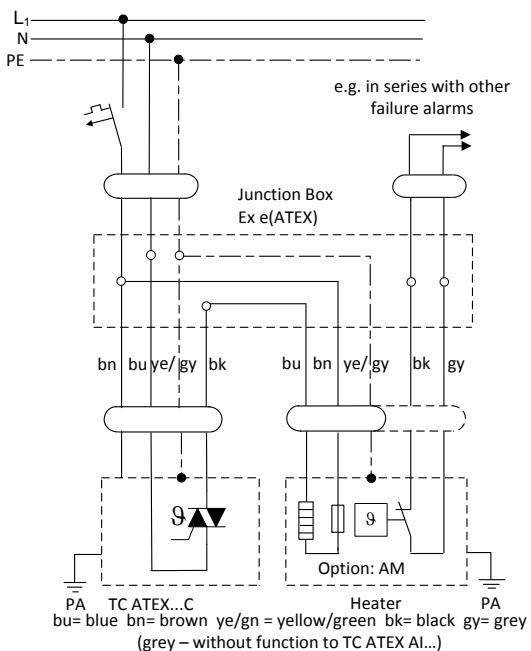 L1
N
PE
e.g. in series with other
failure alarms
Junction Box
Ex e(ATEX)
bn bu ye/ gy bk bu bn ye/ gy bk gy
ϑ ϑ
Option: AM
PA TC ATEX...C Heater PA
bu= blue bn= brown ye/gn = yellow/green bk= black gy= grey
(grey – without function to TC ATEX AI...)